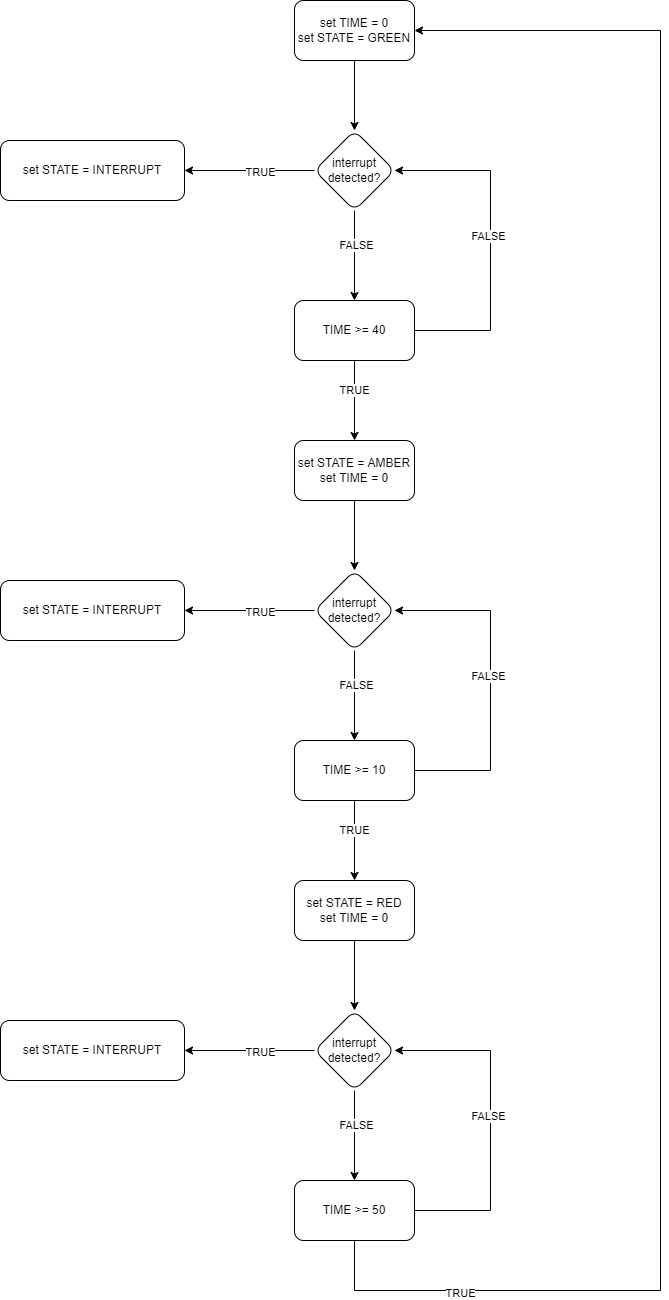 set TIME = 0
set STATE = GREEN
set STATE = INTERRUPT
TRUE
interrupt
detected?
FALSE
FALSE
TIME >= 40
TRUE
set STATE = AMBER
set TIME = 0
set STATE = INTERRUPT
TRUE
interrupt
detected?
FALSE
FALSE
TIME >= 10
TRUE
set STATE = RED
set TIME = 0
set STATE = INTERRUPT
TRUE
interrupt
detected?
FALSE
FALSE
TIME >= 50
TRUE